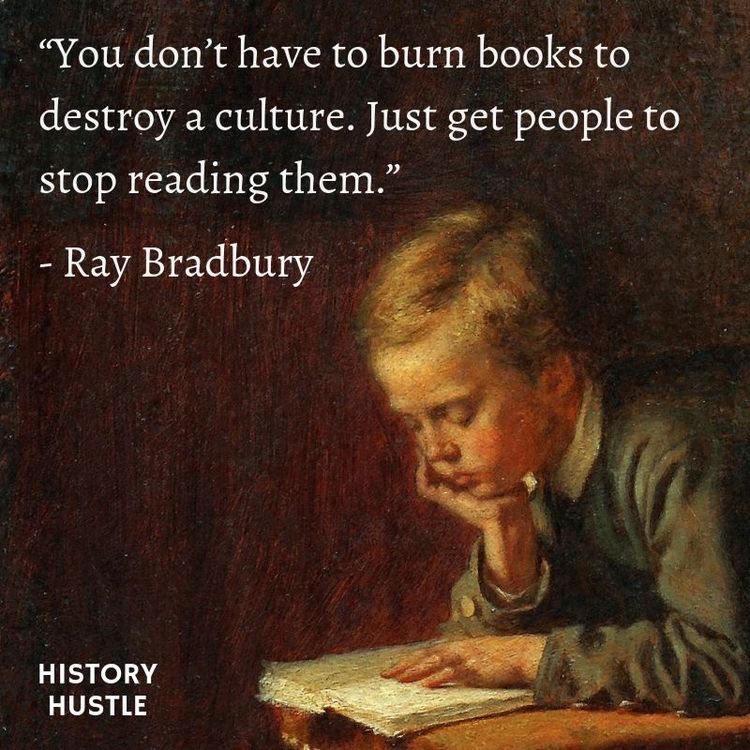 “You don’t have to burn books to
destroy a culture. Just get people to
stop reading them.”
- Ray Bradbury
HISTORY
HUSTLE